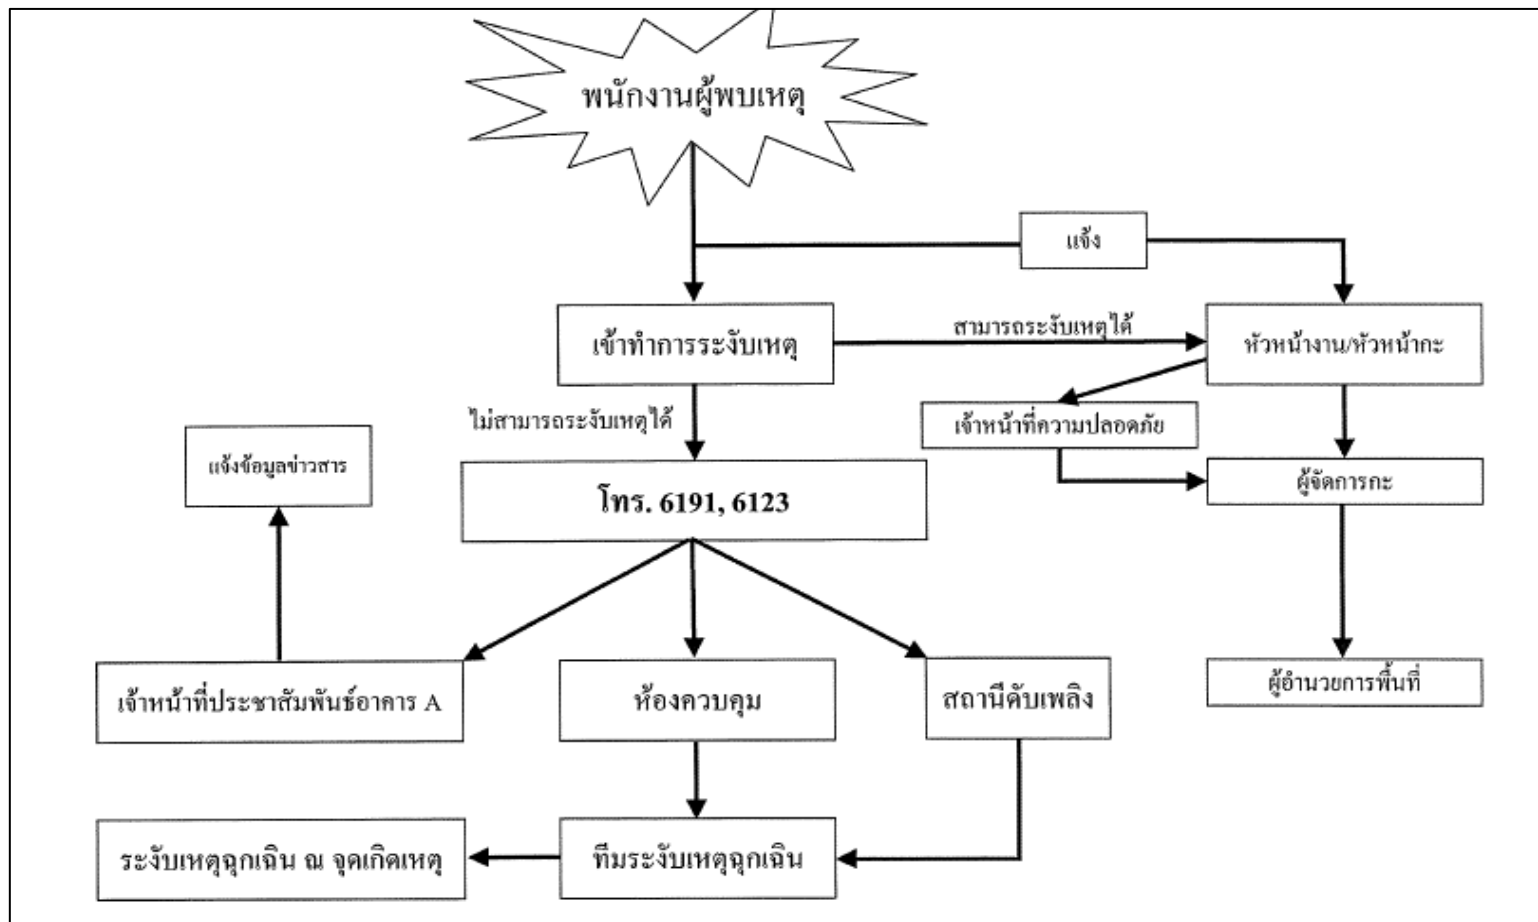 พนักงานผู้พบเหตุ
แจ้ง
เข้าทำการระงับเหตุ
สามารถระงับเหตุได้
หัวหน้างาน/หัวหน้ากะ
ไม่สามารถระงับเหตุได้
เจ้าหน้าที่ความปลอดภัย
แจ้งข้อมูลข่าวสาร
โทร. 6191, 6123
ผู้จัดการกะ
เจ้าหน้าที่ประชาสัมพันธ์อาคาร A
ห้องควบคุม
สถานีดับเพลิง
ผู้อำนวยการพื้นที่
ระงับเหตุฉุกเฉิน ณ จุดเกิดเหตุ
ทีมระงับเหตุฉุกเฉิน